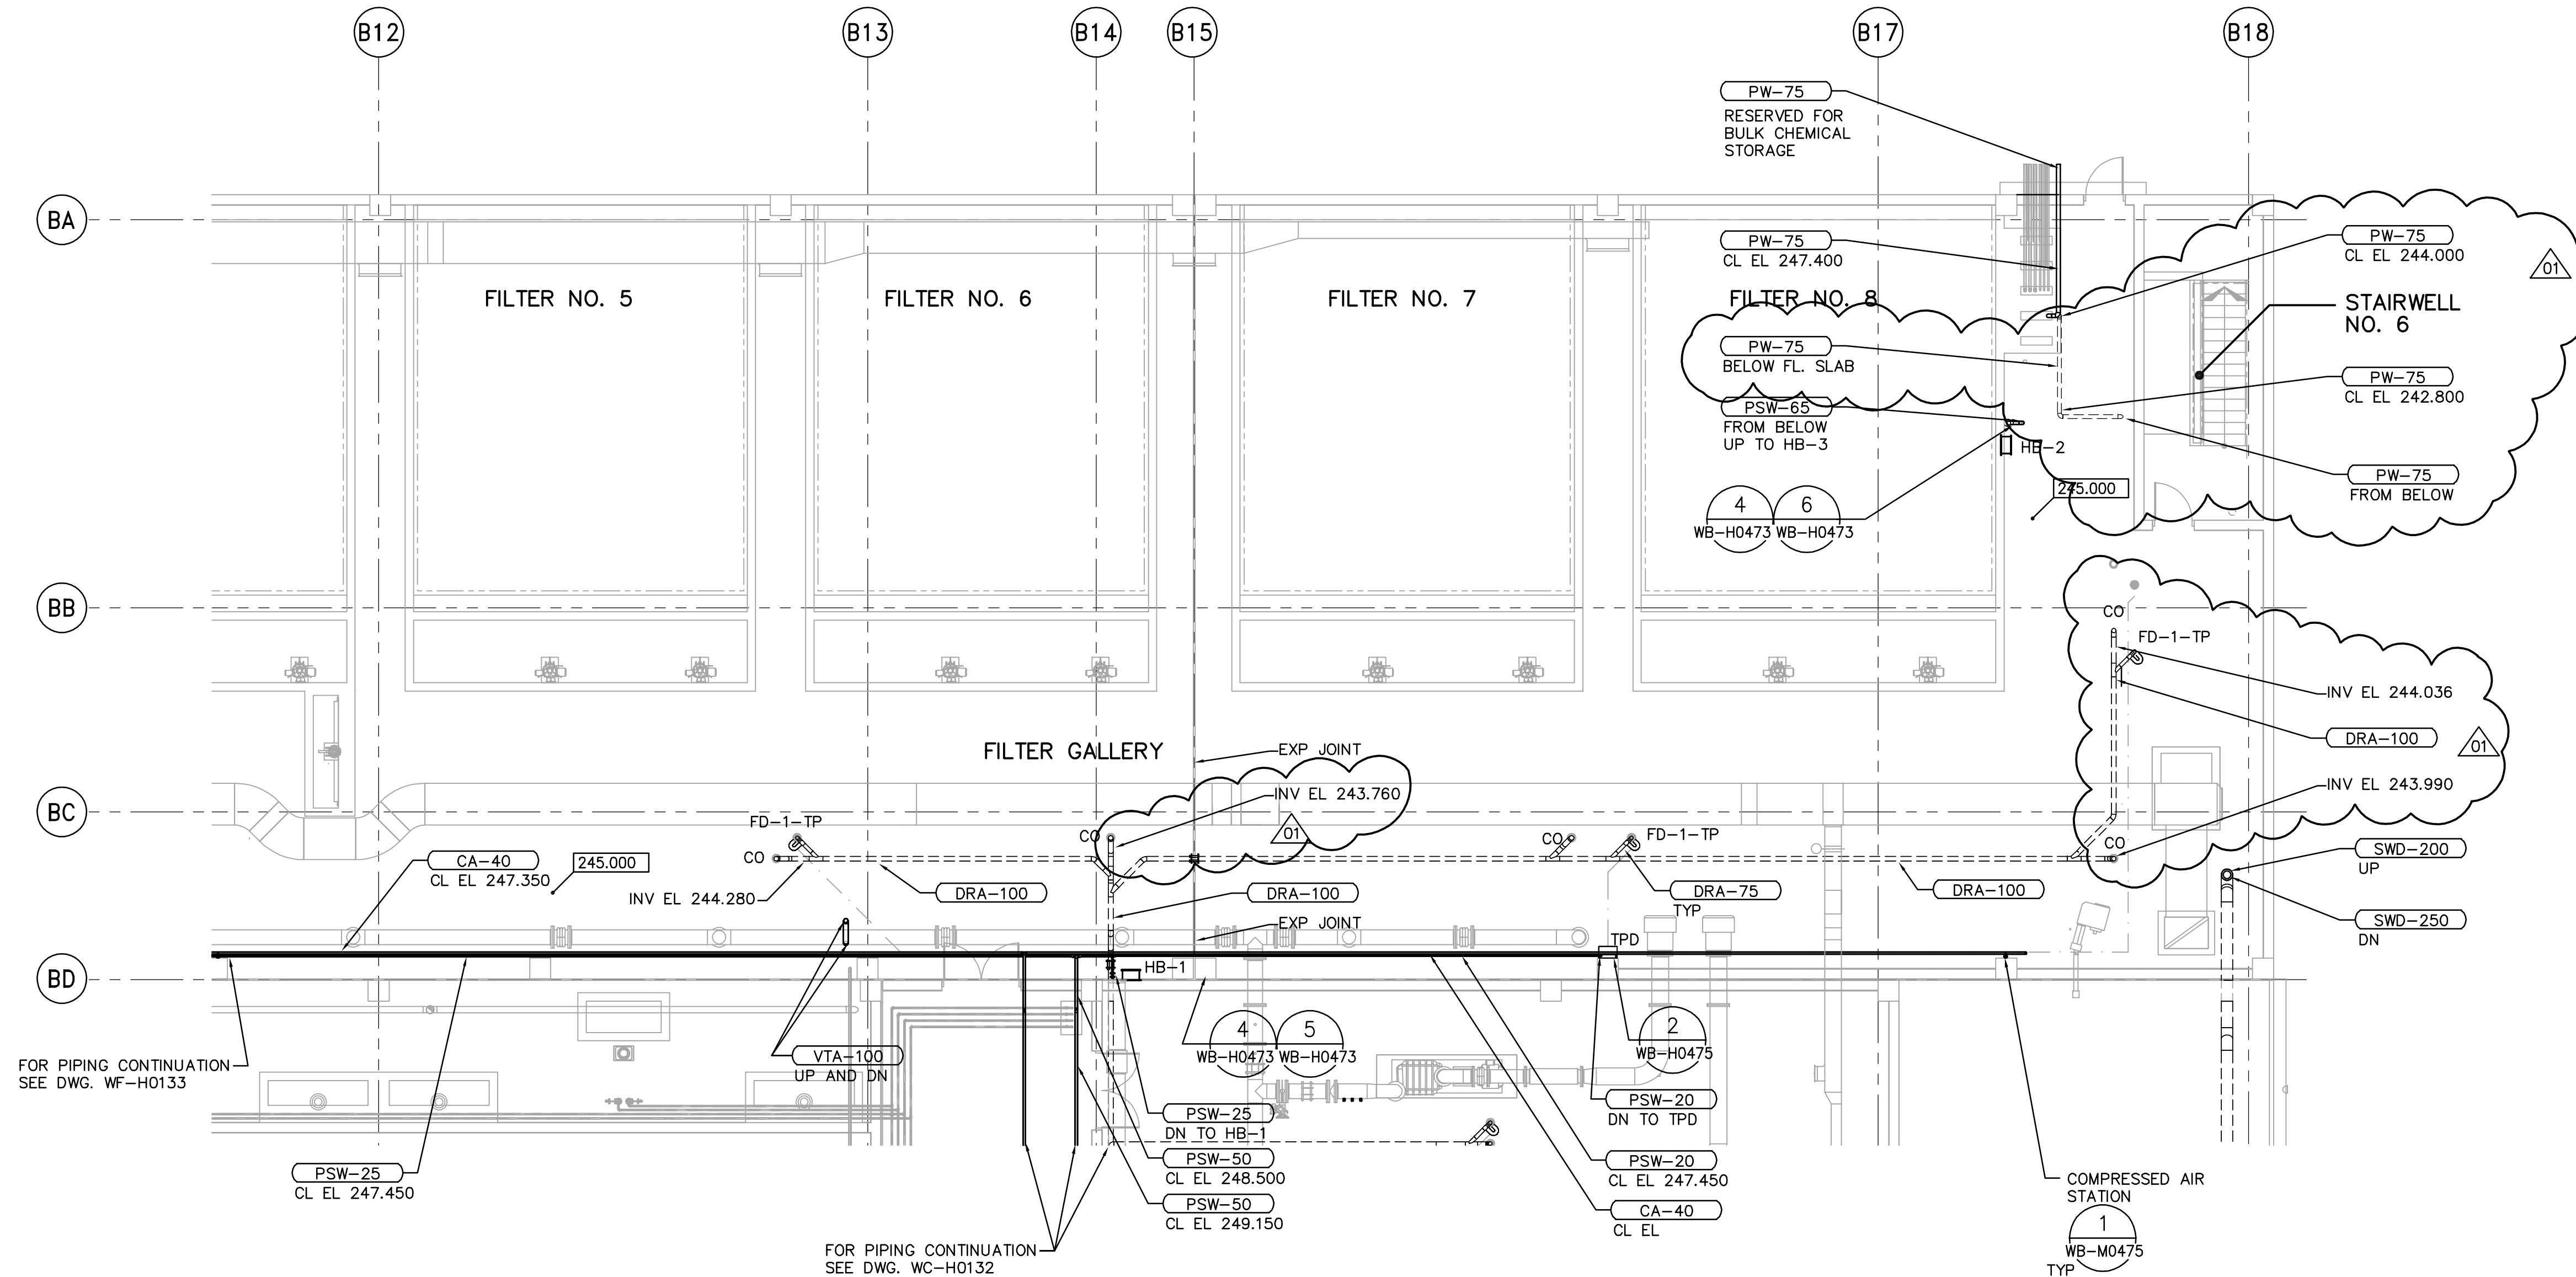 B12
B13
B14
B15
B17
B18
PW-75
RESERVED FOR
BULK CHEMICAL
STORAGE
BA
PW-75
CL EL 247.400
PW-75
CL EL 244.000
01
FILTER NO. 5
FILTER NO. 6
FILTER NO. 7
FILTER NO. 8
STAIRWELL
NO. 6
PW-75
BELOW FL. SLAB
PW-75
CL EL 242.800
PSW-65
FROM BELOW
UP TO HB-3
HB-2
PW-75
FROM BELOW
245.000
4
WB-H0473
6
WB-H0473
BB
CO
FD-1-TP
INV EL 244.036
DRA-100
01
FILTER GALLERY
EXP JOINT
INV EL 243.760
01
INV EL 243.990
BC
FD-1-TP
CO
CO
CO
FD-1-TP
CO
CA-40
CL EL 247.350
245.000
INV EL 244.280
DRA-100
DRA-100
DRA-75
TYP
DRA-100
SWD-200
UP
SWD-250
DN
EXP JOINT
TPD
BD
HB-1
FOR PIPING CONTINUATION
SEE DWG. WF-H0133
VTA-100
UP AND DN
4
WB-H0473
5
WB-H0473
2
WB-H0475
PSW-25
DN TO HB-1
PSW-20
DN TO TPD
PSW-25
CL EL 247.450
PSW-50
CL EL 248.500
PSW-20
CL EL 247.450
PSW-50
CL EL 249.150
CA-40
CL EL
COMPRESSED AIR
STATION
1
WB-M0475
TYP
FOR PIPING CONTINUATION
SEE DWG. WC-H0132